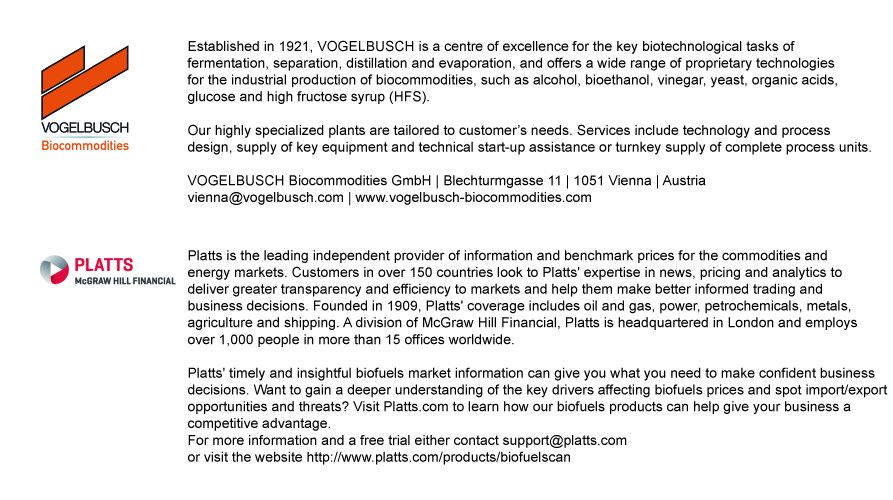 Established in 1921, VOGELBUSCH is a centre of excellence for the key biotechnological tasks of
fermentation, separation, distillation and evaporation, and offers a wide range of proprietary technologies
for the industrial production of biocommodities, such as alcohol, bioethanol, vinegar, yeast, organic acids,
glucose and high fructose syrup (HFS).
VOGELBUSCH
Biocommodities
Our highly specialized plants are tailored to customer's needs. Services include technology and process
design, supply of key equipment and technical start-up assistance or turnkey supply of complete process units.
VOGELBUSCH Biocommodities GmbH | Blechturmgasse 11 | 1051 Vienna | Austria
vienna@vogelbusch.com | www.vogelbusch-biocommodities.com
PLATTS
McGRAW HILL FINANCIAL
Platts is the leading independent provider of information and benchmark prices for the commodities and
energy markets. Customers in over 150 countries look to Platts' expertise in news, pricing and analytics to
deliver greater transparency and efficiency to markets and help them make better informed trading and
business decisions. Founded in 1909, Platts' coverage includes oil and gas, power, petrochemicals, metals,
agriculture and shipping. A division of McGraw Hill Financial, Platts is headquartered in London and employs
over 1,000 people in more than 15 offices worldwide.
Platts' timely and insightful biofuels market information can give you what you need to make confident business
decisions. Want to gain a deeper understanding of the key drivers affecting biofuels prices and spot import/export
opportunities and threats? Visit Platts.com to learn how our biofuels products can help give your business a
competitive advantage.
For more information and a free trial either contact support@platts.com
or visit the website http://www.platts.com/products/biofuelscan